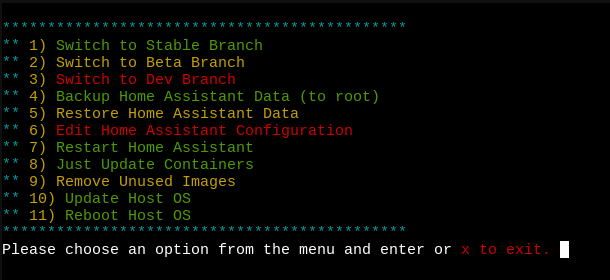 *********************************************
** 1) Switch to Stable Branch
** 2) Switch to Beta Branch
** 3) Switch to Dev Branch
** 4) Backup Home Assistant Data (to root)
** 5) Restore Home Assistant Data
** 6) Edit Home Assistant Configuration
** 7) Restart Home Assistant
** 8) Just Update Containers
** 9) Remove Unused Images
** 10) Update Host OS
** 11) Reboot Host OS
*********************************************
Please choose an option from the menu and enter or x to exit.